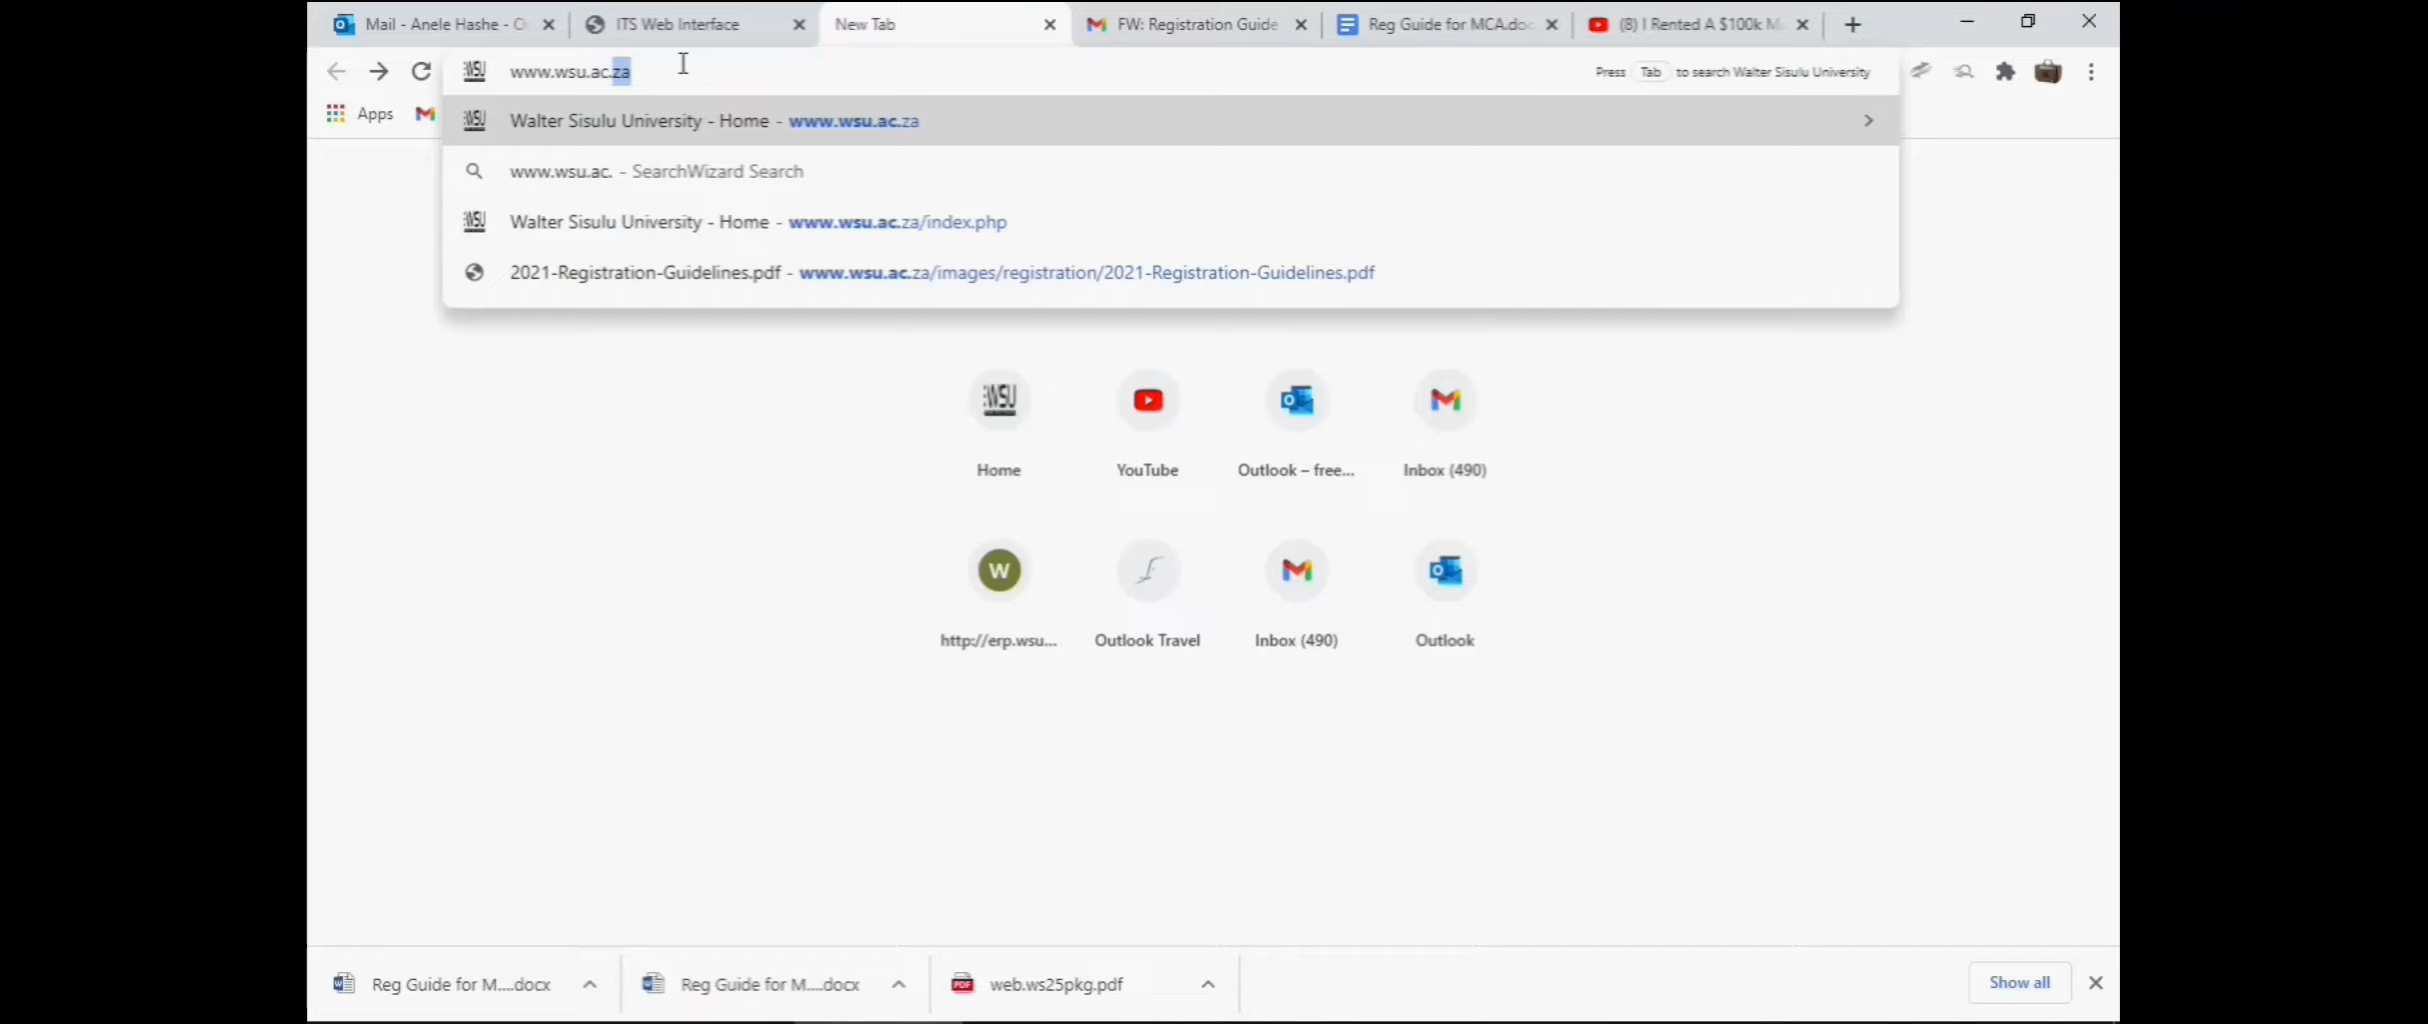 Mail - Anele Hashe - O
ITS Web Interface
New Tab
FW: Registration Guide
Reg Guide for MCA.doc
(8) I Rented A $100k M
WSU
www.wsu.ac.za
Press Tab to search Walter Sisulu University
Apps
WSU
Walter Sisulu University - Home - www.wsu.ac.za
www.wsu.ac. - SearchWizard Search
WSU
Walter Sisulu University - Home - www.wsu.ac.za/index.php
2021-Registration-Guidelines.pdf - www.wsu.ac.za/images/registration/2021-Registration-Guidelines.pdf
WSU
Home
YouTube
Outlook – free...
Inbox (490)
W
http://erp.wsu...
Outlook Travel
Inbox (490)
Outlook
Reg Guide for M....docx
Reg Guide for M....docx
PDF
web.ws25pkg.pdf
Show all